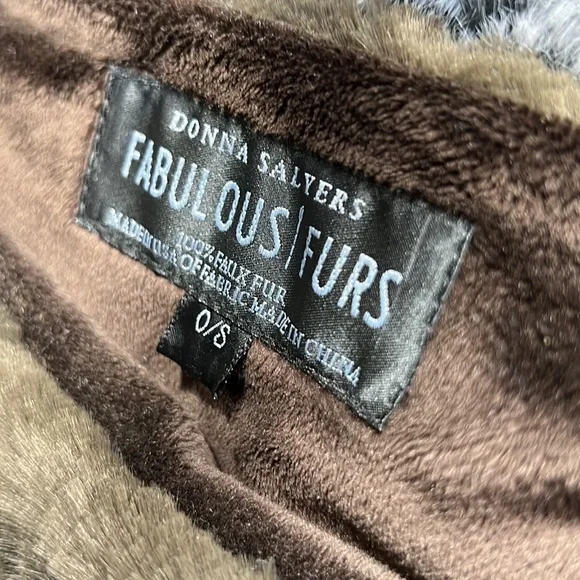 DONNA SALYERS
FABULOUS|FURS
100% FAUX FUR
MADE IN USA OF FABRIC MADE IN CHINA
O/S